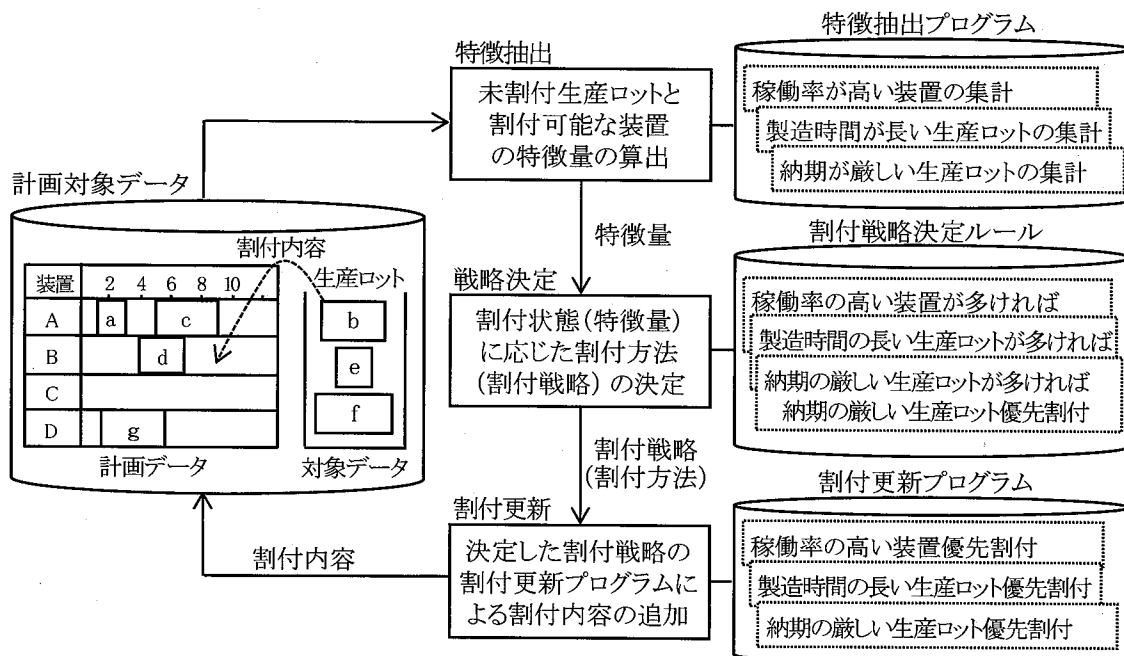 特徴抽出プログラム
特徴抽出
未割付生産ロットと
割付可能な装置
の特徴量の算出
稼働率が高い装置の集計
製造時間が長い生産ロットの集計
納期が厳しい生産ロットの集計
計画対象データ
割付内容
装置 2 4 6 8 10
生産ロット
A a c
b
B d
e
C
f
D g
計画データ
対象データ
特徴量
割付戦略決定ルール
戦略決定
割付状態(特徴量)
に応じた割付方法
(割付戦略) の決定
稼働率の高い装置が多ければ
製造時間の長い生産ロットが多ければ
納期の厳しい生産ロットが多ければ
納期の厳しい生産ロット優先割付
割付戦略
(割付方法)
割付更新プログラム
割付更新
決定した割付戦略の
割付更新プログラムに
よる割付内容の追加
割付内容
稼働率の高い装置優先割付
製造時間の長い生産ロット優先割付
納期の厳しい生産ロット優先割付